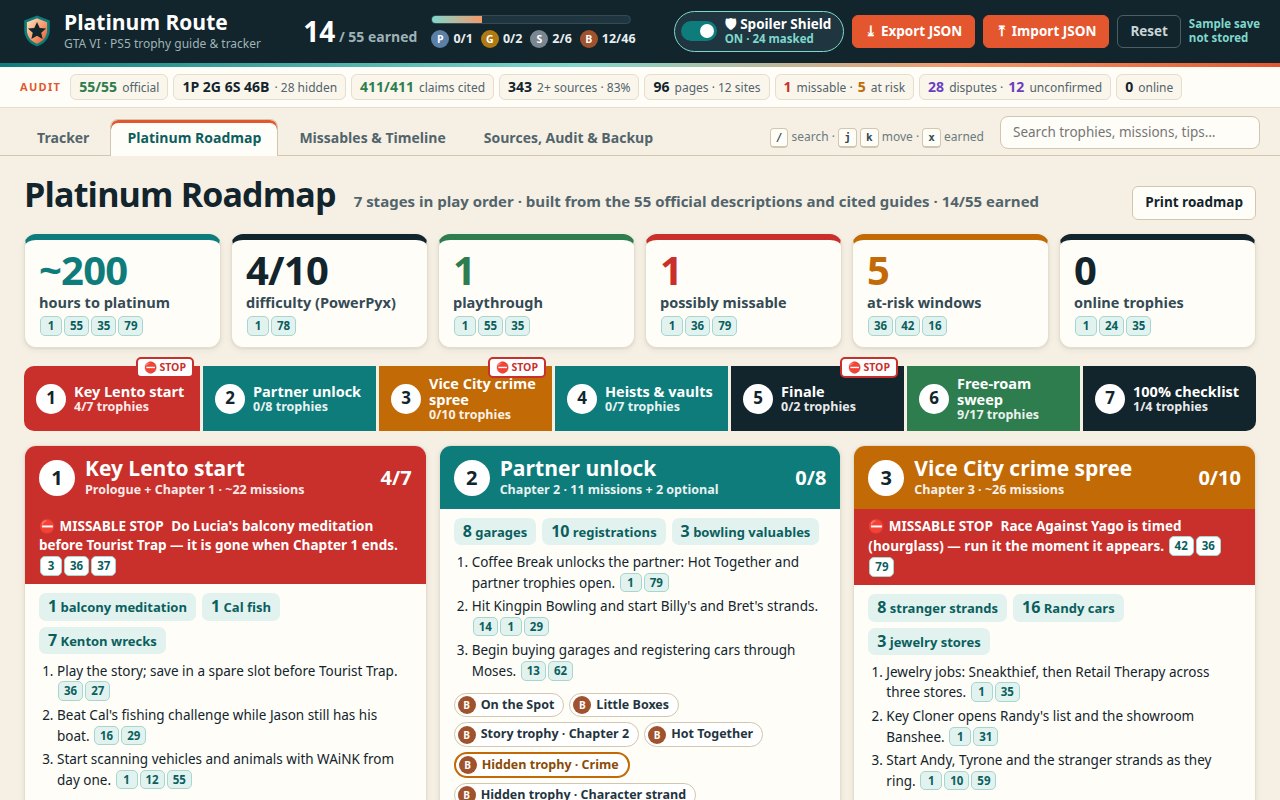 Platinum Route
GTA VI · PS5 trophy guide & tracker
14 / 55 earned
P 0/1 G 0/2 S 2/6 B 12/46
Spoiler Shield
ON · 24 masked
Export JSON
Import JSON
Reset
Sample save
not stored
AUDIT
55/55 official
1P 2G 6S 46B · 28 hidden
411/411 claims cited
343 2+ sources · 83%
96 pages · 12 sites
1 missable · 5 at risk
28 disputes · 12 unconfirmed
0 online
Tracker
Platinum Roadmap
Missables & Timeline
Sources, Audit & Backup
/ search · j k move · x earned
Search trophies, missions, tips...
Platinum Roadmap
7 stages in play order · built from the 55 official descriptions and cited guides · 14/55 earned
Print roadmap
~200
hours to platinum
1 55 35 79
4/10
difficulty (PowerPyx)
1 78
1
playthrough
1 55 35
1
possibly missable
1 36 79
5
at-risk windows
36 42 16
0
online trophies
1 24 35
STOP
1 Key Lento start
4/7 trophies
2 Partner unlock
0/8 trophies
STOP
3 Vice City crime
spree
0/10 trophies
4 Heists & vaults
0/7 trophies
STOP
5 Finale
0/2 trophies
6 Free-roam
sweep
9/17 trophies
7 100% checklist
1/4 trophies
1 Key Lento start 4/7
Prologue + Chapter 1 · ~22 missions
MISSABLE STOP Do Lucia's balcony meditation
before Tourist Trap — it is gone when Chapter 1 ends.
3 36 37
1 balcony meditation
1 Cal fish
7 Kenton wrecks
1. Play the story; save in a spare slot before Tourist Trap.
36 27
2. Beat Cal's fishing challenge while Jason still has his
boat. 16 29
3. Start scanning vehicles and animals with WAiNK from
day one. 1 12 55
2 Partner unlock 0/8
Chapter 2 · 11 missions + 2 optional
8 garages
10 registrations
3 bowling valuables
1. Coffee Break unlocks the partner: Hot Together and
partner trophies open. 1 79
2. Hit Kingpin Bowling and start Billy's and Bret's strands.
14 1 29
3. Begin buying garages and registering cars through
Moses. 13 62
B On the Spot
B Little Boxes
B Story trophy · Chapter 2
B Hot Together
B Hidden trophy · Crime
B Hidden trophy · Character strand
3 Vice City crime spree 0/10
Chapter 3 · ~26 missions
MISSABLE STOP Race Against Yago is timed
(hourglass) — run it the moment it appears. 42 36
79
8 stranger strands
16 Randy cars
3 jewelry stores
1. Jewelry jobs: Sneakthief, then Retail Therapy across
three stores. 1 35
2. Key Cloner opens Randy's list and the showroom
Banshee. 1 31
3. Start Andy, Tyrone and the stranger strands as they
ring. 1 10 59